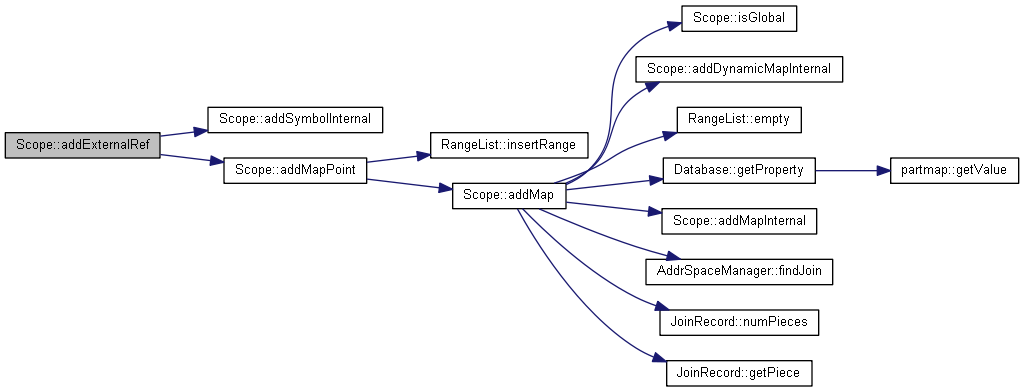 Scope::addExternalRef
Scope::addSymbolInternal
Scope::addMapPoint
RangeList::insertRange
Scope::addMap
Scope::isGlobal
Scope::addDynamicMapInternal
RangeList::empty
Database::getProperty
partmap::getValue
Scope::addMapInternal
AddrSpaceManager::findJoin
JoinRecord::numPieces
JoinRecord::getPiece